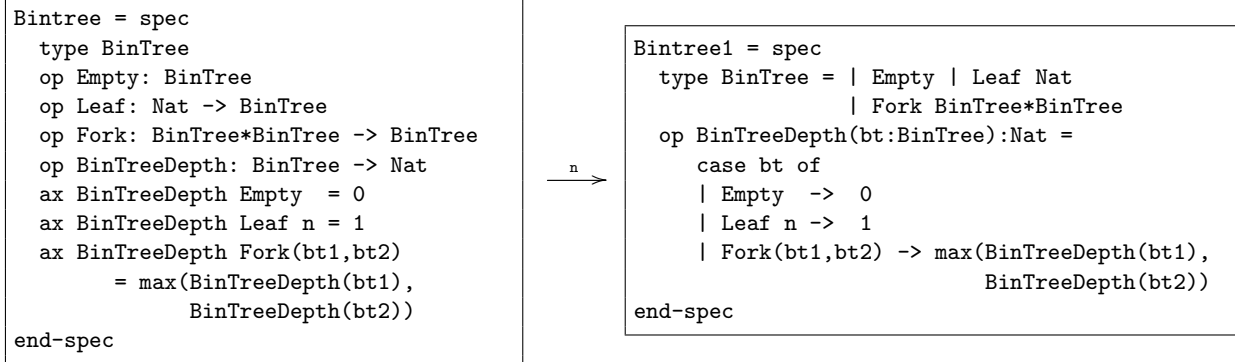 Bintree = spec
  type BinTree
  op Empty: BinTree
  op Leaf: Nat -> BinTree
  op Fork: BinTree*BinTree -> BinTree
  op BinTreeDepth: BinTree -> Nat
  ax BinTreeDepth Empty  = 0
  ax BinTreeDepth Leaf n = 1
  ax BinTreeDepth Fork(bt1,bt2)
        = max(BinTreeDepth(bt1),
              BinTreeDepth(bt2))
end-spec
n
Bintree1 = spec
  type BinTree = | Empty | Leaf Nat
                 | Fork BinTree*BinTree
  op BinTreeDepth(bt:BinTree):Nat =
     case bt of
     | Empty  ->  0
     | Leaf n ->  1
     | Fork(bt1,bt2) -> max(BinTreeDepth(bt1),
                            BinTreeDepth(bt2))
end-spec